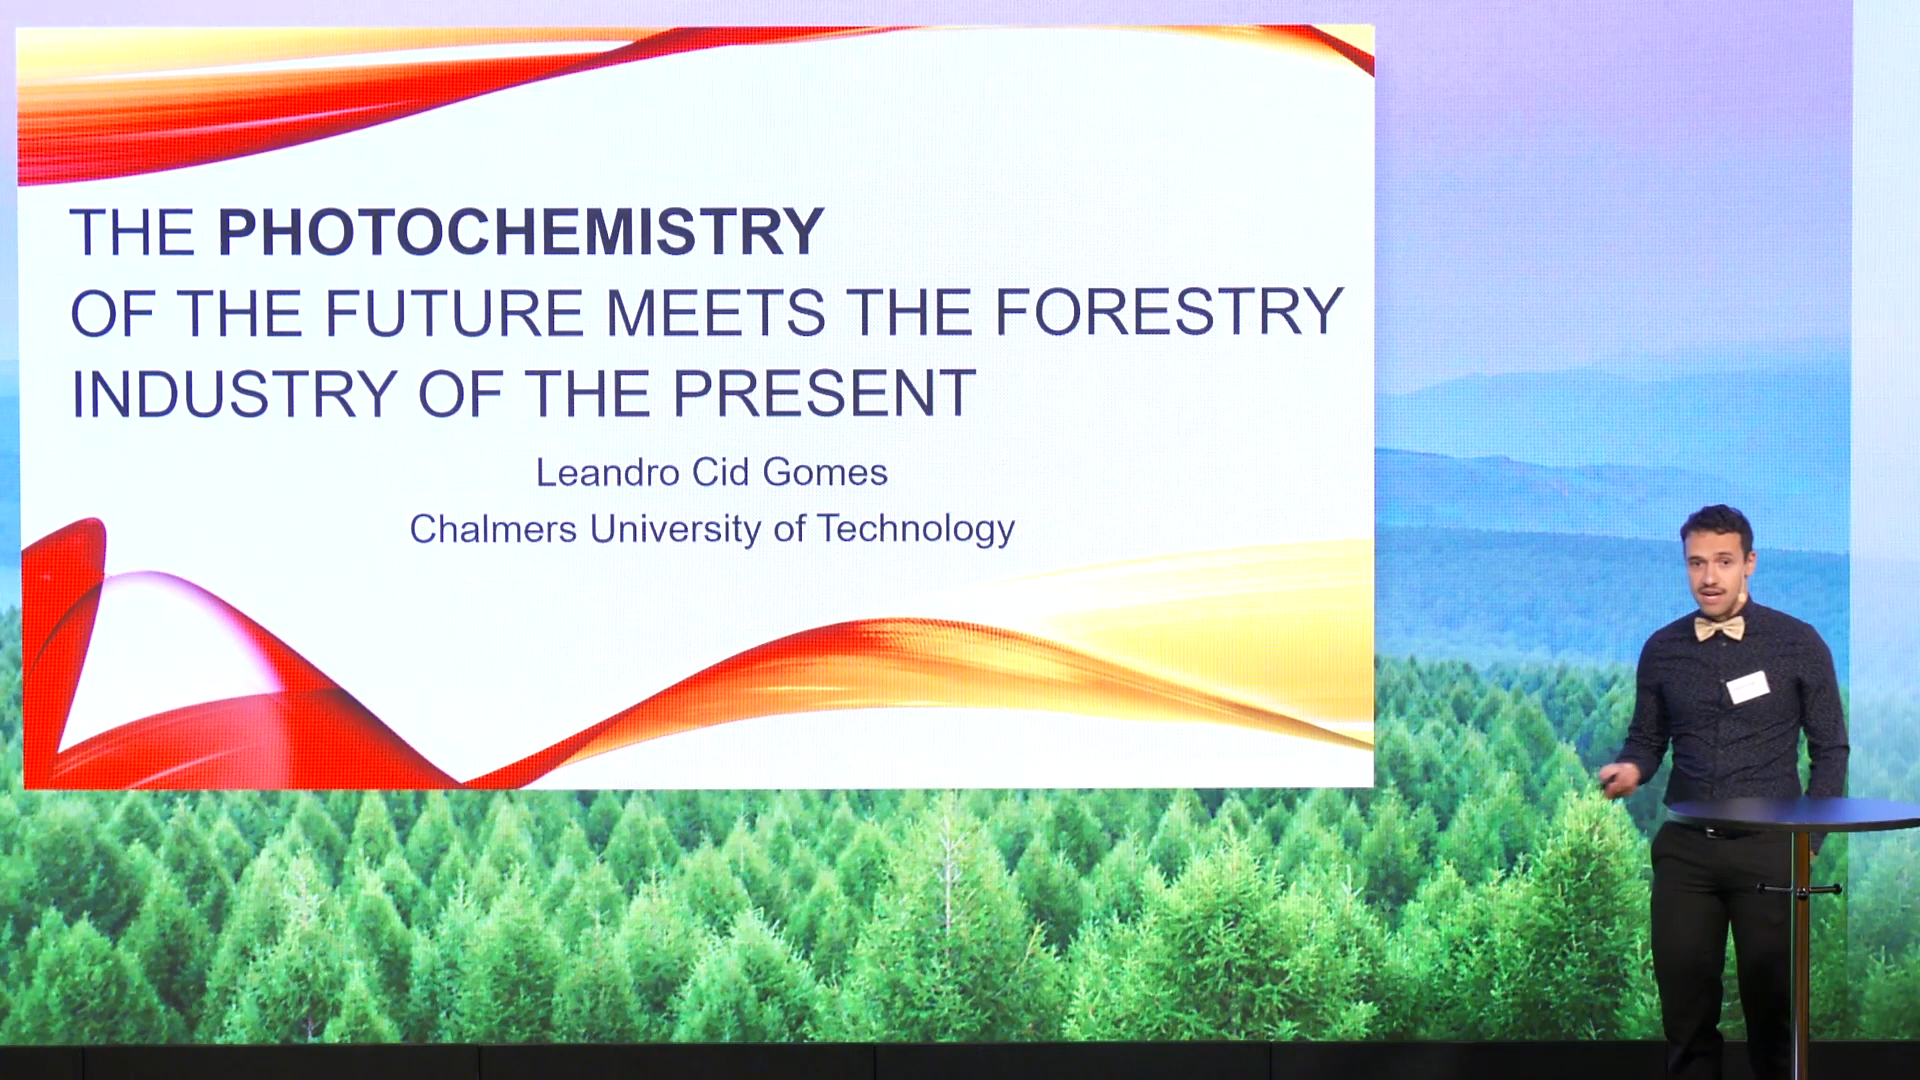 THE PHOTOCHEMISTRY
OF THE FUTURE MEETS THE FORESTRY
INDUSTRY OF THE PRESENT
Leandro Cid Gomes
Chalmers University of Technology